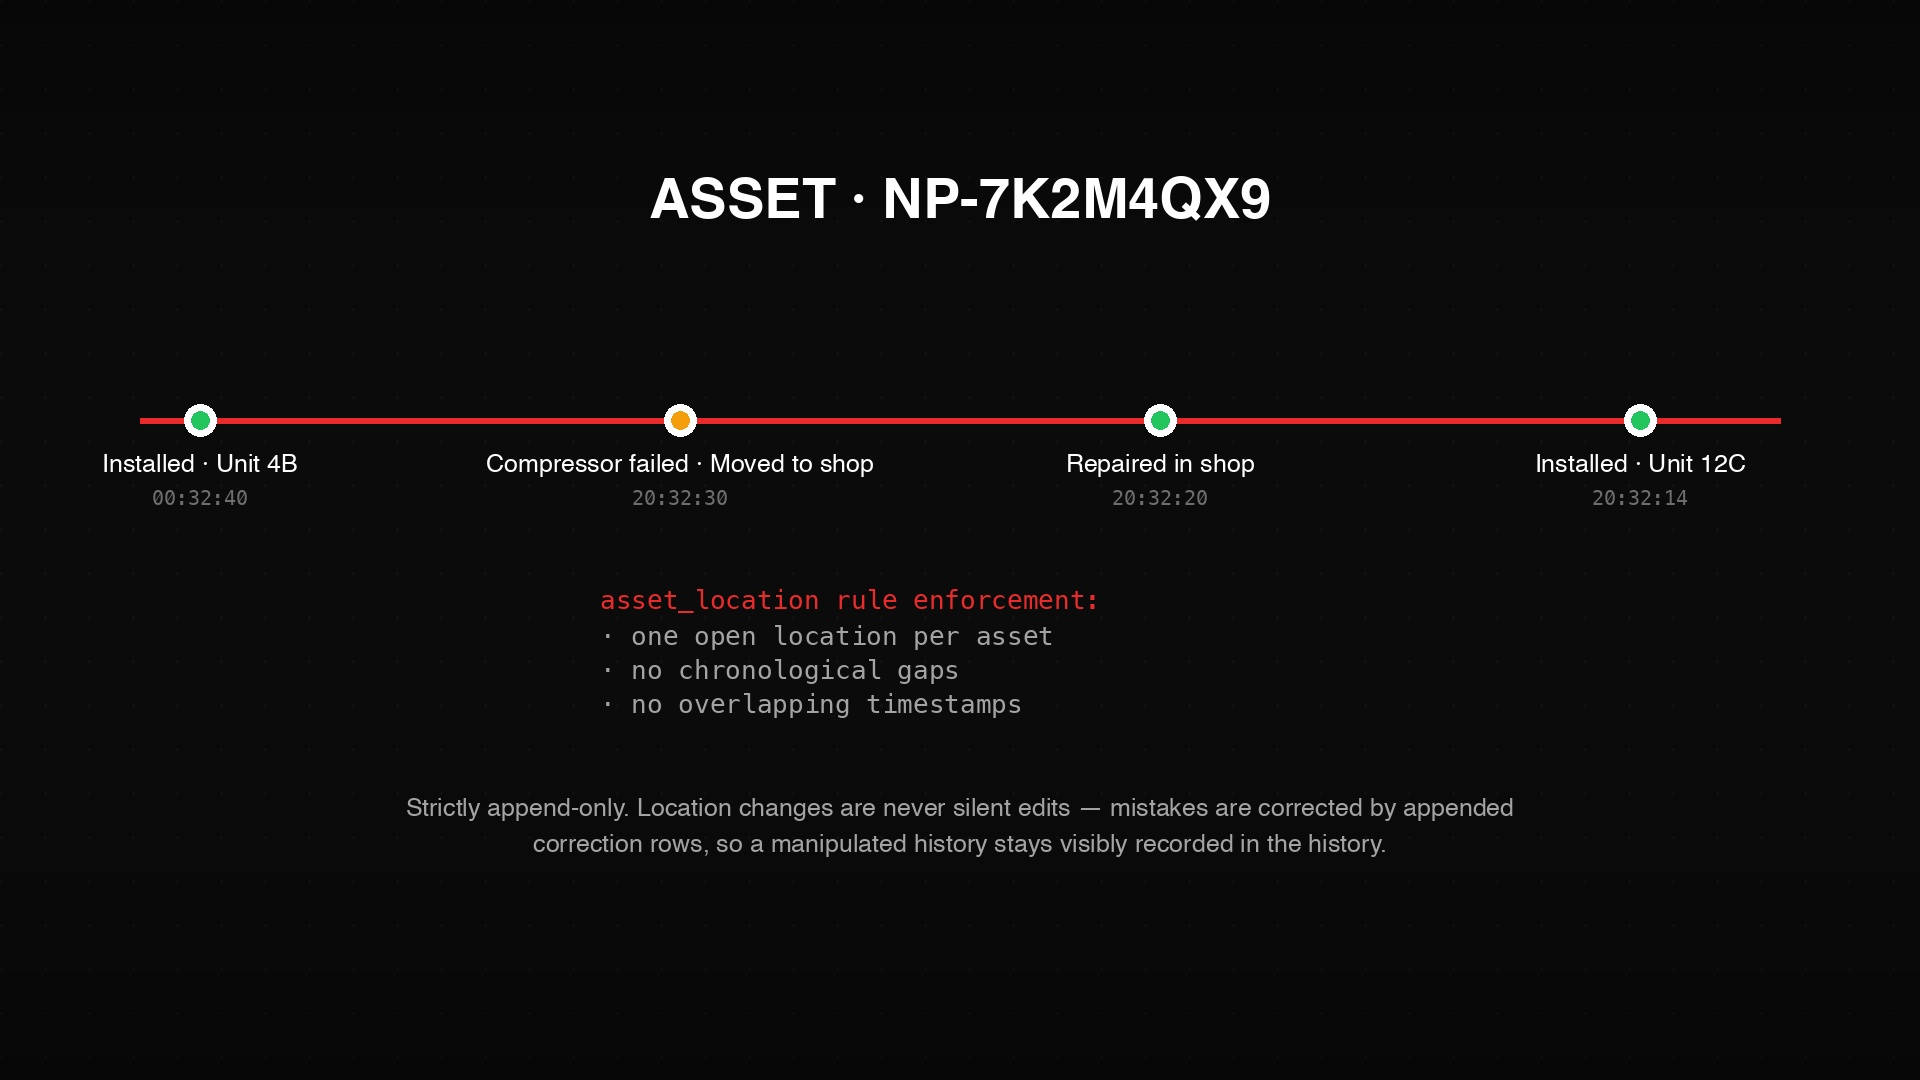 ASSET · NP-7K2M4QX9
Installed · Unit 4B
00:32:40
Compressor failed · Moved to shop
20:32:30
Repaired in shop
20:32:20
Installed · Unit 12C
20:32:14
asset_location rule enforcement:
· one open location per asset
· no chronological gaps
· no overlapping timestamps
Strictly append-only. Location changes are never silent edits — mistakes are corrected by appended
correction rows, so a manipulated history stays visibly recorded in the history.